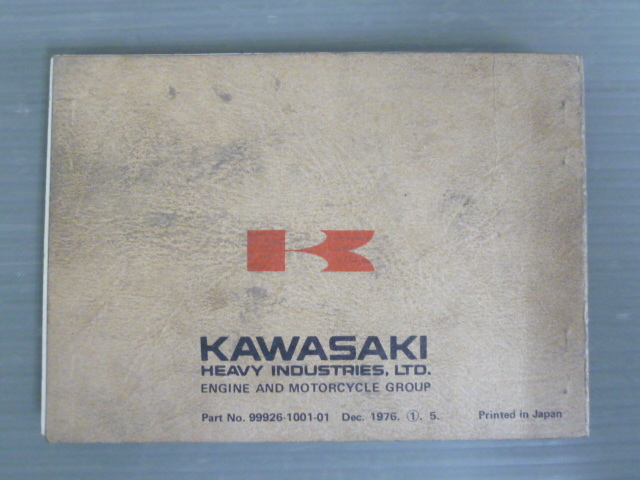 KAWASAKI
HEAVY INDUSTRIES, LTD.
ENGINE AND MOTORCYCLE GROUP
Part No. 99926-1001-01 Dec. 1976. ①. 5. Printed in Japan